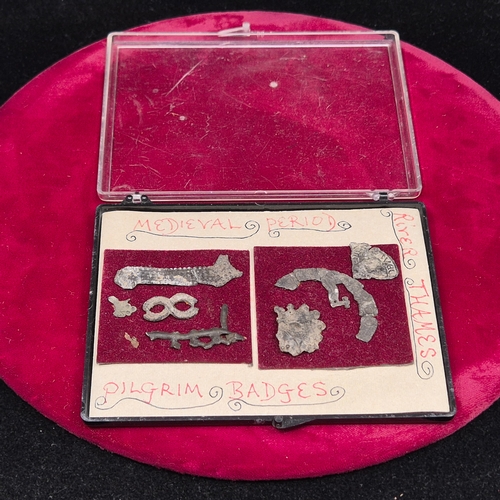 MEDIEVAL PERIOD
RIVER THAMES
PILGRIM BADGES